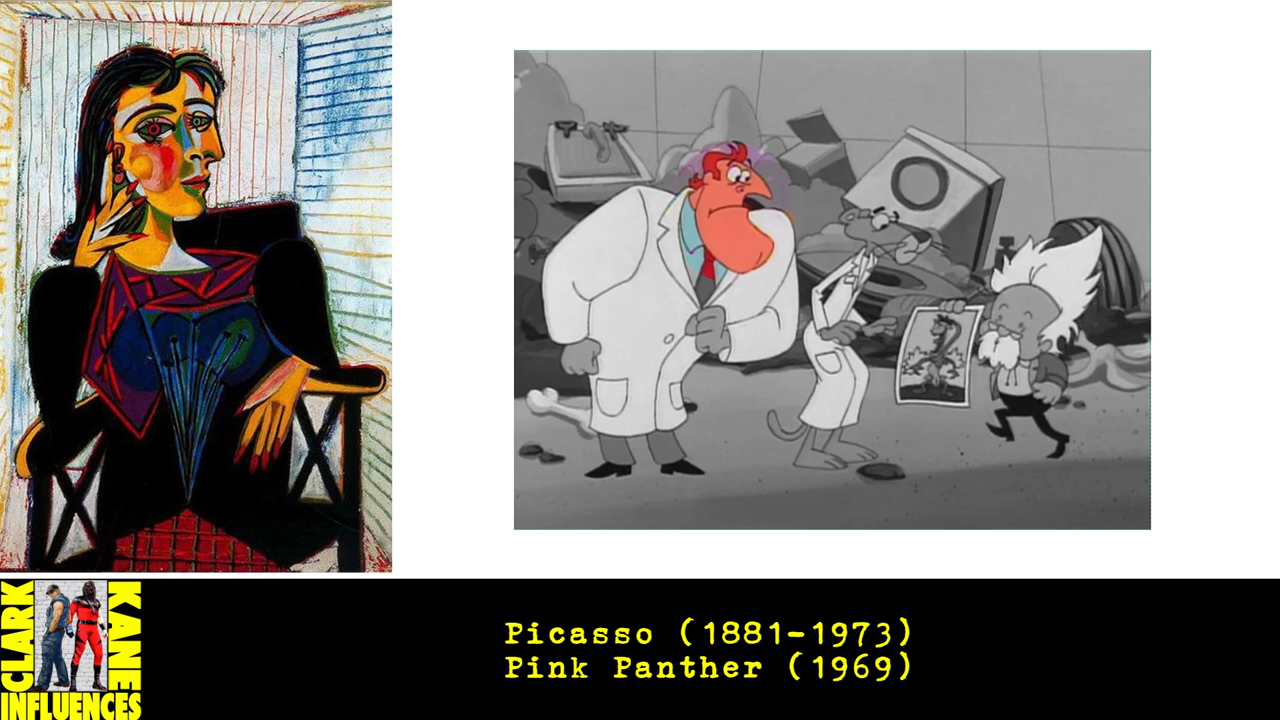 CLARK
KANE
INFLUENCES
Picasso (1881-1973)
Pink Panther (1969)